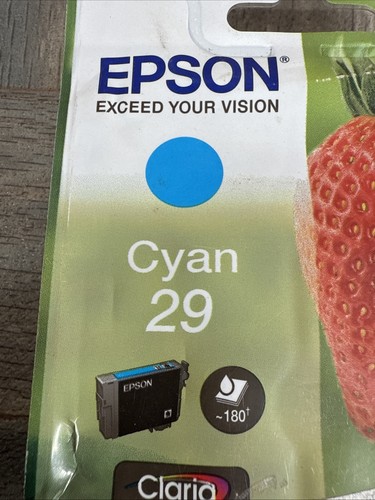 EPSON®
EXCEED YOUR VISION
Cyan
29
EPSON
~180†
Claria